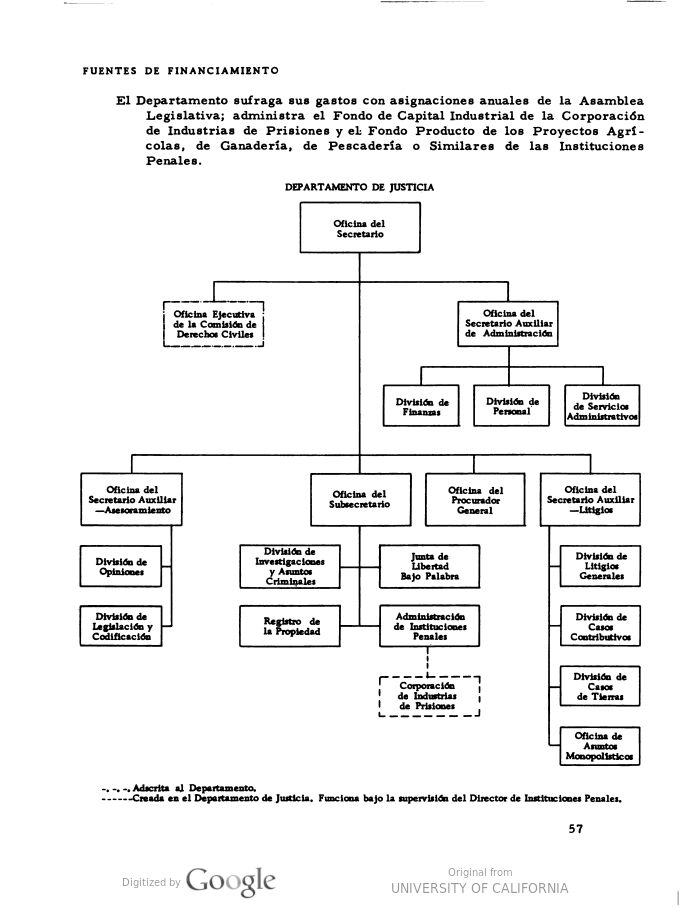 FUENTES DE FINANCIAMIENTO
El Departamento sufraga sus gastos con asignaciones anuales de la Asamblea
Legislativa; administra el Fondo de Capital Industrial de la Corporación
de Industrias de Prisiones y el Fondo Producto de los Proyectos Agrí-
colas, de Ganadería, de Pescadería o Similares de las Instituciones
Penales.
DEPARTAMENTO DE JUSTICIA
Oficina del
Secretario
Oficina Ejecutiva
de la Comisión de
Derechos Civiles
Oficina del
Secretario Auxiliar
de Administración
División de
Finanzas
División de
Personal
División
de Servicios
Administrativos
Oficina del
Secretario Auxiliar
—Asesoramiento
Oficina del
Subsecretario
Oficina del
Procurador
General
Oficina del
Secretario Auxiliar
—Litigios
División de
Opiniones
División de
Investigaciones
y Asuntos
Criminales
Junta de
Libertad
Bajo Palabra
División de
Litigios
Generales
División de
Legislación y
Codificación
Registro de
la Propiedad
Administración
de Instituciones
Penales
División de
Casos
Contributivos
Corporación
de Industrias
de Prisiones
División de
Casos
de Tierras
Oficina de
Asuntos
Monopolísticos
-. -. -. Adscrita al Departamento.
------Creada en el Departamento de Justicia. Funciona bajo la supervisión del Director de Instituciones Penales.
57
Digitized by Google
Original from
UNIVERSITY OF CALIFORNIA